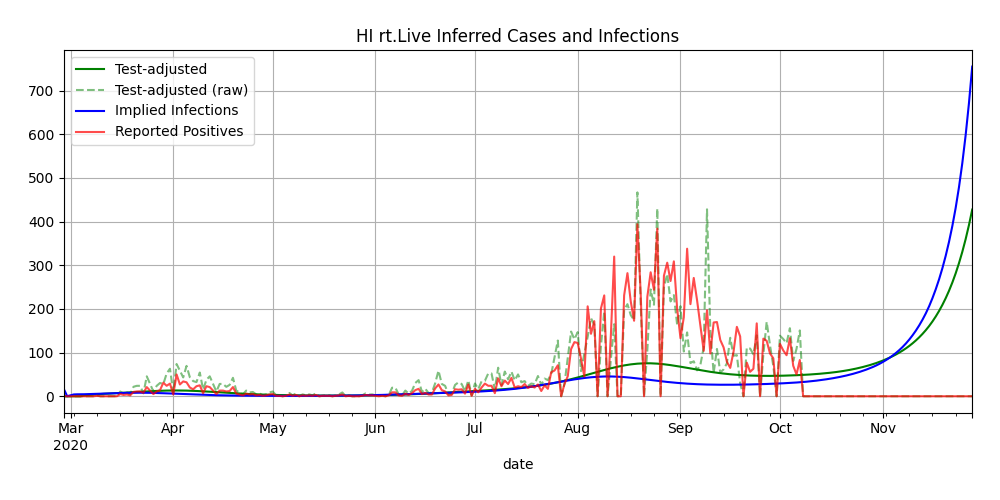 HI rt.Live Inferred Cases and Infections
Test-adjusted
Test-adjusted (raw)
Implied Infections
Reported Positives
700
600
500
400
300
200
100
0
Mar Apr May Jun Jul Aug Sep Oct Nov
2020
date